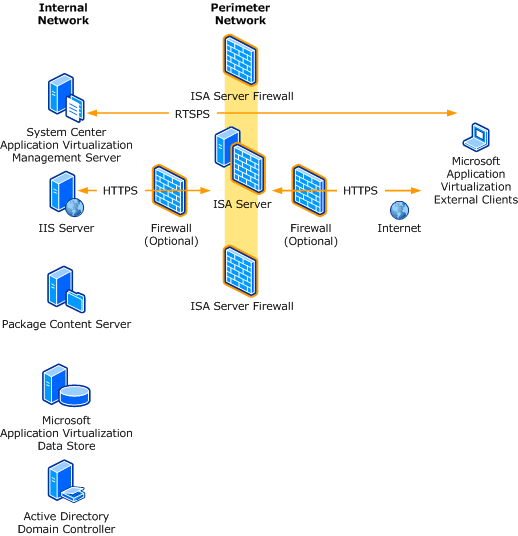 Internal
Network
Perimeter
Network
ISA Server Firewall
RTSPS
System Center
Application Virtualization
Management Server
Microsoft
Application
Virtualization
External Clients
HTTPS
ISA Server
HTTPS
IIS Server
Firewall
(Optional)
Firewall
(Optional)
Internet
ISA Server Firewall
Package Content Server
Microsoft
Application Virtualization
Data Store
Active Directory
Domain Controller